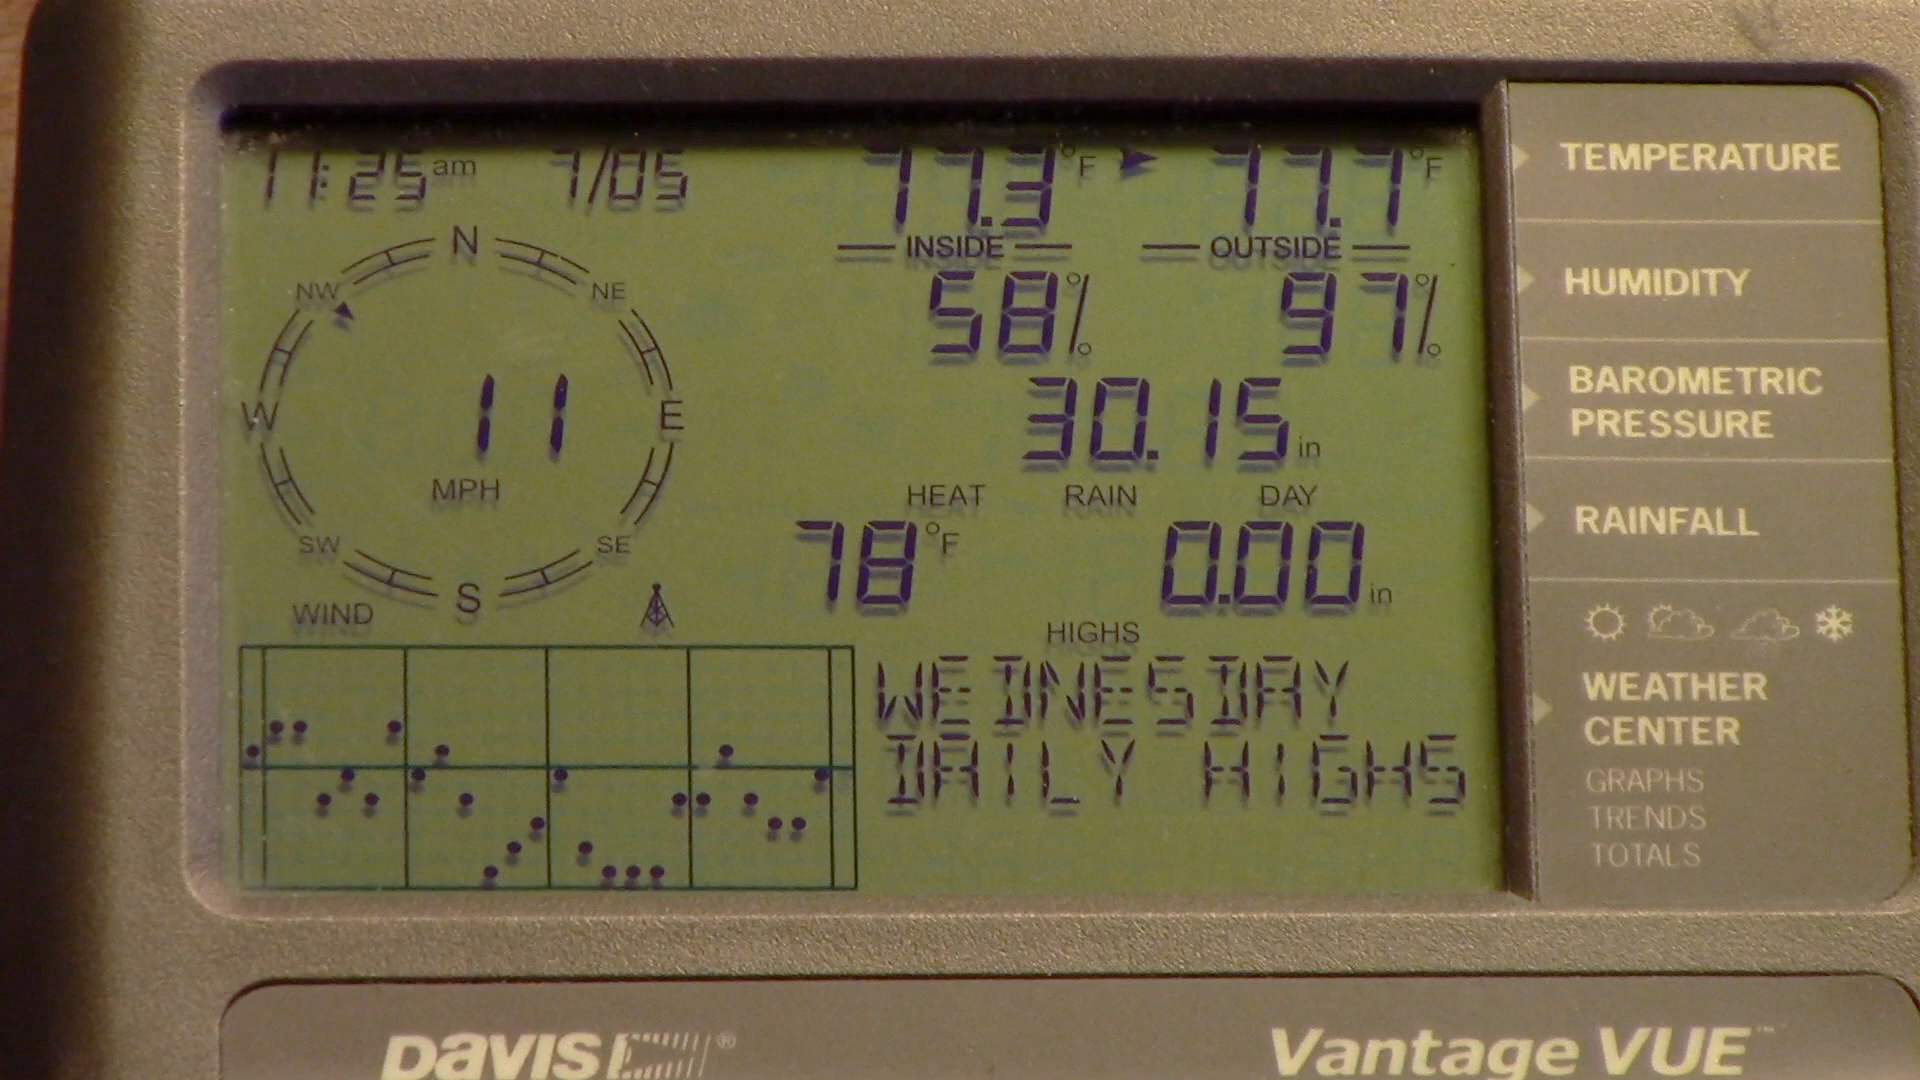 11:25 am 7/05 77.3°F 77.7°F
INSIDE OUTSIDE
58% 97%
N
NW NE
W E
SW SE
S
11
MPH
WIND
30.15 in
HEAT RAIN DAY
78°F 0.00 in
HIGHS
WEDNESDAY
DAILY HIGHS
TEMPERATURE
HUMIDITY
BAROMETRIC
PRESSURE
RAINFALL
WEATHER
CENTER
GRAPHS
TRENDS
TOTALS
DAVIS®
Vantage VUE™